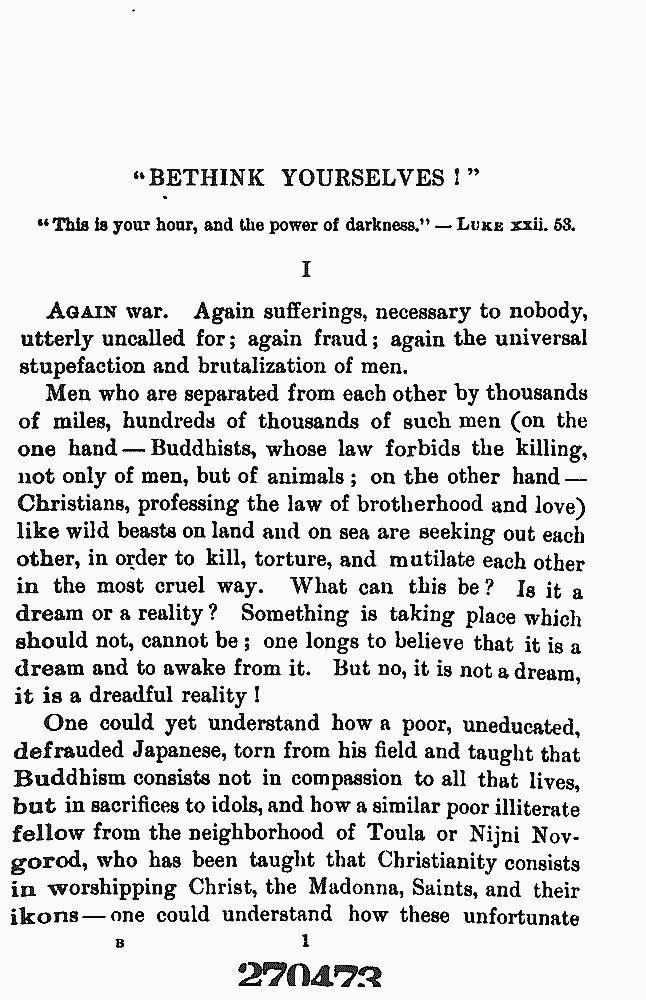 "BETHINK YOURSELVES!"
"This is your hour, and the power of darkness." — LUKE xxii. 53.
I
AGAIN war. Again sufferings, necessary to nobody,
utterly uncalled for; again fraud; again the universal
stupefaction and brutalization of men.
Men who are separated from each other by thousands
of miles, hundreds of thousands of such men (on the
one hand — Buddhists, whose law forbids the killing,
not only of men, but of animals; on the other hand —
Christians, professing the law of brotherhood and love)
like wild beasts on land and on sea are seeking out each
other, in order to kill, torture, and mutilate each other
in the most cruel way. What can this be? Is it a
dream or a reality? Something is taking place which
should not, cannot be; one longs to believe that it is a
dream and to awake from it. But no, it is not a dream,
it is a dreadful reality!
One could yet understand how a poor, uneducated,
defrauded Japanese, torn from his field and taught that
Buddhism consists not in compassion to all that lives,
but in sacrifices to idols, and how a similar poor illiterate
fellow from the neighborhood of Toula or Nijni Nov-
gorod, who has been taught that Christianity consists
in worshipping Christ, the Madonna, Saints, and their
ikons — one could understand how these unfortunate
B 1
270473